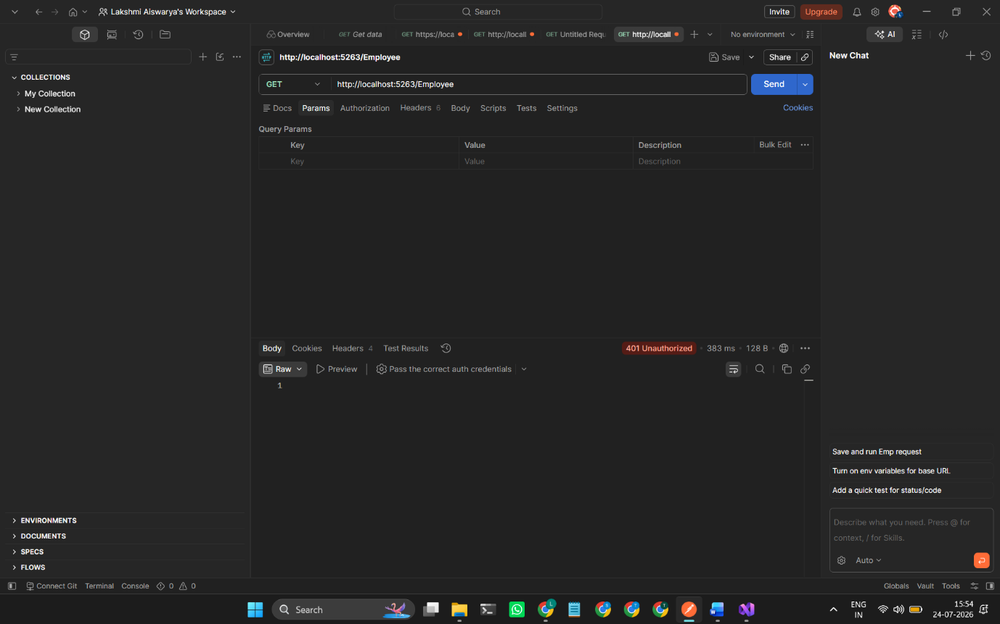 Lakshmi Aiswarya's Workspace
Search
Invite
Upgrade
Overview
GET Get data
GET https://loca
GET http://locall
GET Untitled Requ
GET http://locall
No environment
AI
HTTP
http://localhost:5263/Employee
Save
Share
New Chat
COLLECTIONS
My Collection
New Collection
GET
http://localhost:5263/Employee
Send
Docs
Params
Authorization
Headers 6
Body
Scripts
Tests
Settings
Cookies
Query Params
Key Value Description Bulk Edit
Key Value Description
Body
Cookies
Headers 4
Test Results
401 Unauthorized
383 ms
128 B
Raw
Preview
Pass the correct auth credentials
1
Save and run Emp request
Turn on env variables for base URL
Add a quick test for status/code
Describe what you need. Press @ for
context, / for Skills.
Auto
ENVIRONMENTS
DOCUMENTS
SPECS
FLOWS
Connect Git
Terminal
Console
0
0
Globals
Vault
Tools
Search
L
S
T
T
W
ENG
IN
15:54
24-07-2026